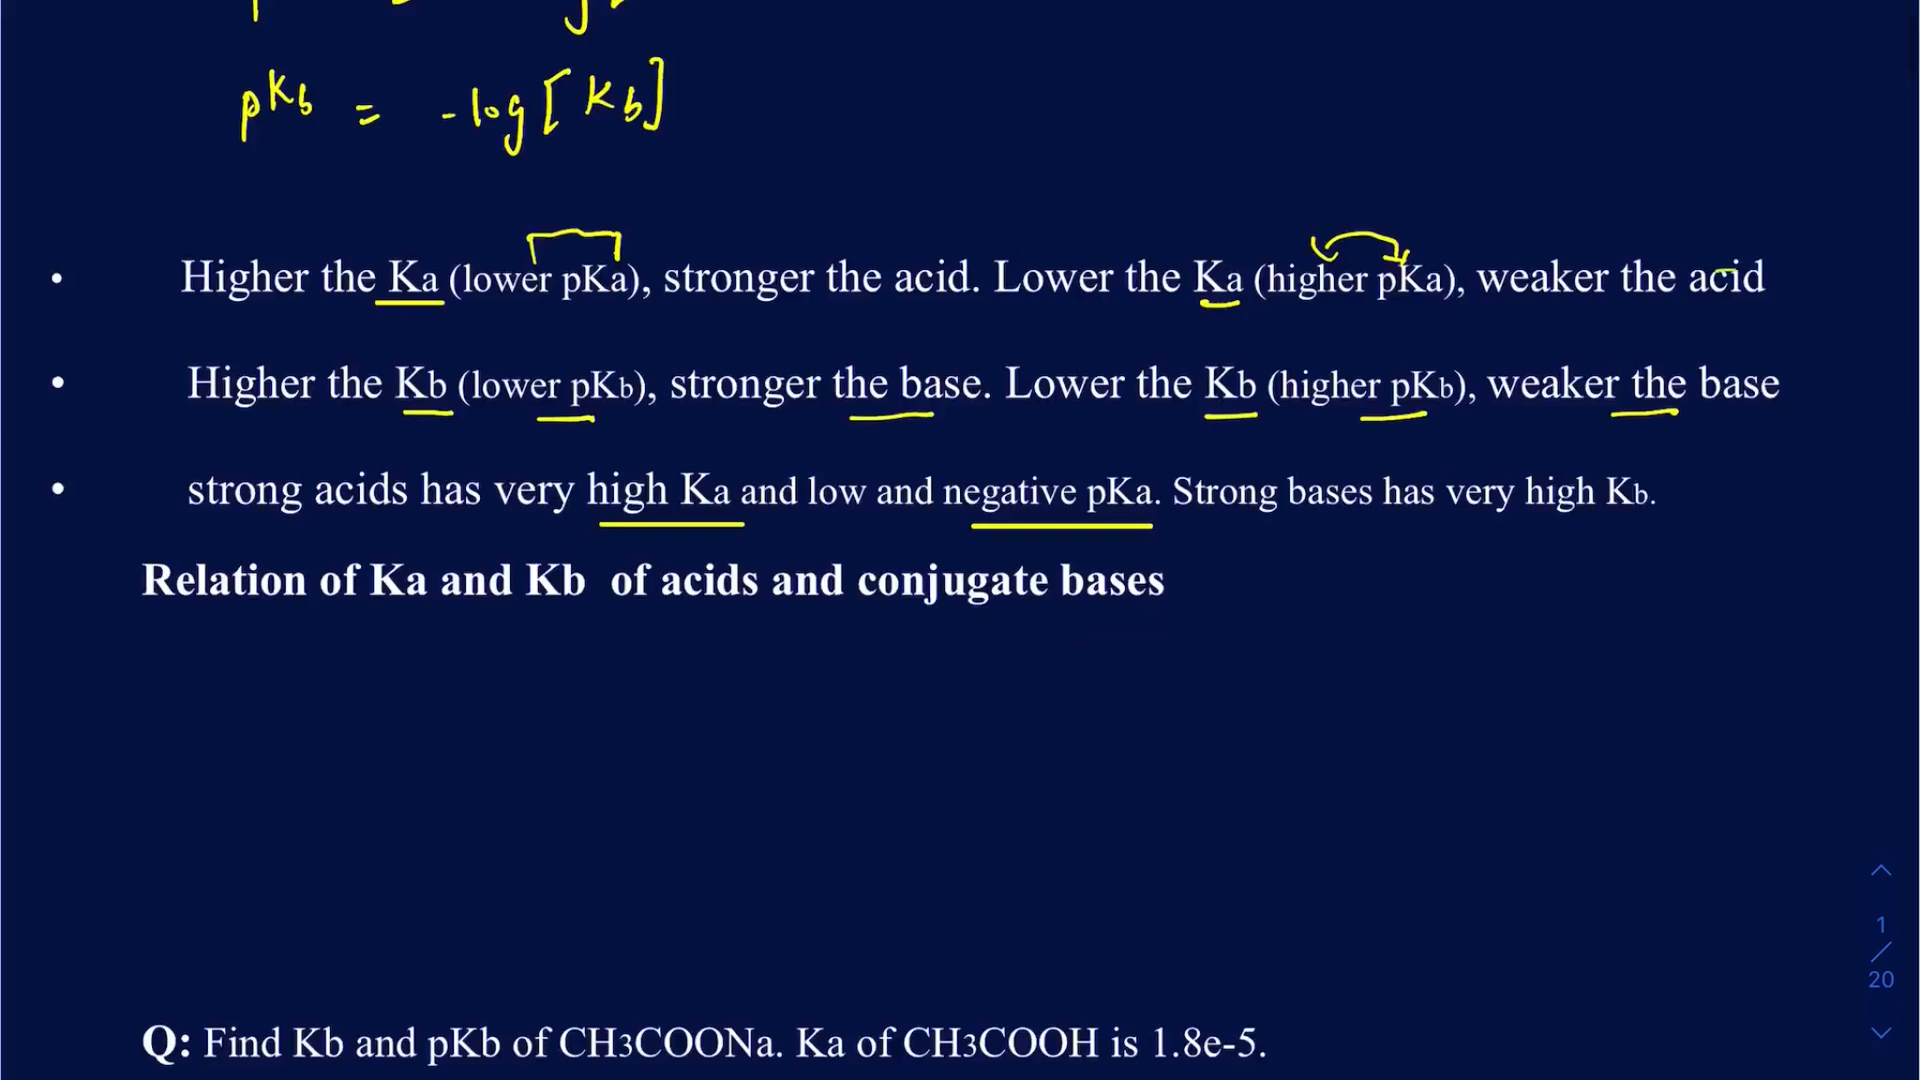 pKb = -log[Kb]
• Higher the Ka (lower pKa), stronger the acid. Lower the Ka (higher pKa), weaker the acid
• Higher the Kb (lower pKb), stronger the base. Lower the Kb (higher pKb), weaker the base
• strong acids has very high Ka and low and negative pKa. Strong bases has very high Kb.
Relation of Ka and Kb of acids and conjugate bases
1
/
20
Q: Find Kb and pKb of CH3COONa. Ka of CH3COOH is 1.8e-5.